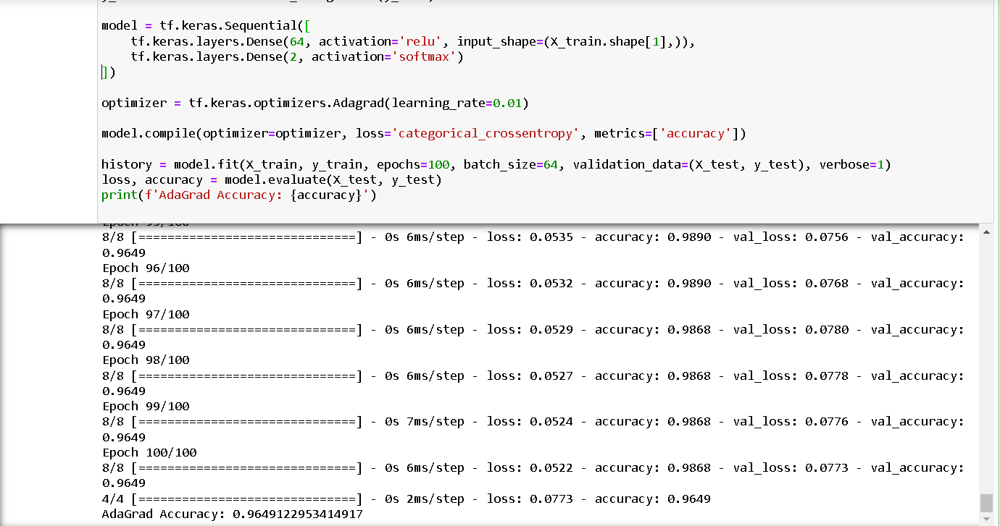 model = tf.keras.Sequential([
    tf.keras.layers.Dense(64, activation='relu', input_shape=(X_train.shape[1],)),
    tf.keras.layers.Dense(2, activation='softmax')
])
optimizer = tf.keras.optimizers.Adagrad(learning_rate=0.01)
model.compile(optimizer=optimizer, loss='categorical_crossentropy', metrics=['accuracy'])
history = model.fit(X_train, y_train, epochs=100, batch_size=64, validation_data=(X_test, y_test), verbose=1)
loss, accuracy = model.evaluate(X_test, y_test)
print(f'AdaGrad Accuracy: {accuracy}')
Epoch 95/100
8/8 [==============================] - 0s 6ms/step - loss: 0.0535 - accuracy: 0.9890 - val_loss: 0.0756 - val_accuracy:
0.9649
Epoch 96/100
8/8 [==============================] - 0s 6ms/step - loss: 0.0532 - accuracy: 0.9890 - val_loss: 0.0768 - val_accuracy:
0.9649
Epoch 97/100
8/8 [==============================] - 0s 6ms/step - loss: 0.0529 - accuracy: 0.9868 - val_loss: 0.0780 - val_accuracy:
0.9649
Epoch 98/100
8/8 [==============================] - 0s 6ms/step - loss: 0.0527 - accuracy: 0.9868 - val_loss: 0.0778 - val_accuracy:
0.9649
Epoch 99/100
8/8 [==============================] - 0s 7ms/step - loss: 0.0524 - accuracy: 0.9868 - val_loss: 0.0776 - val_accuracy:
0.9649
Epoch 100/100
8/8 [==============================] - 0s 6ms/step - loss: 0.0522 - accuracy: 0.9868 - val_loss: 0.0773 - val_accuracy:
0.9649
4/4 [==============================] - 0s 2ms/step - loss: 0.0773 - accuracy: 0.9649
AdaGrad Accuracy: 0.9649122953414917